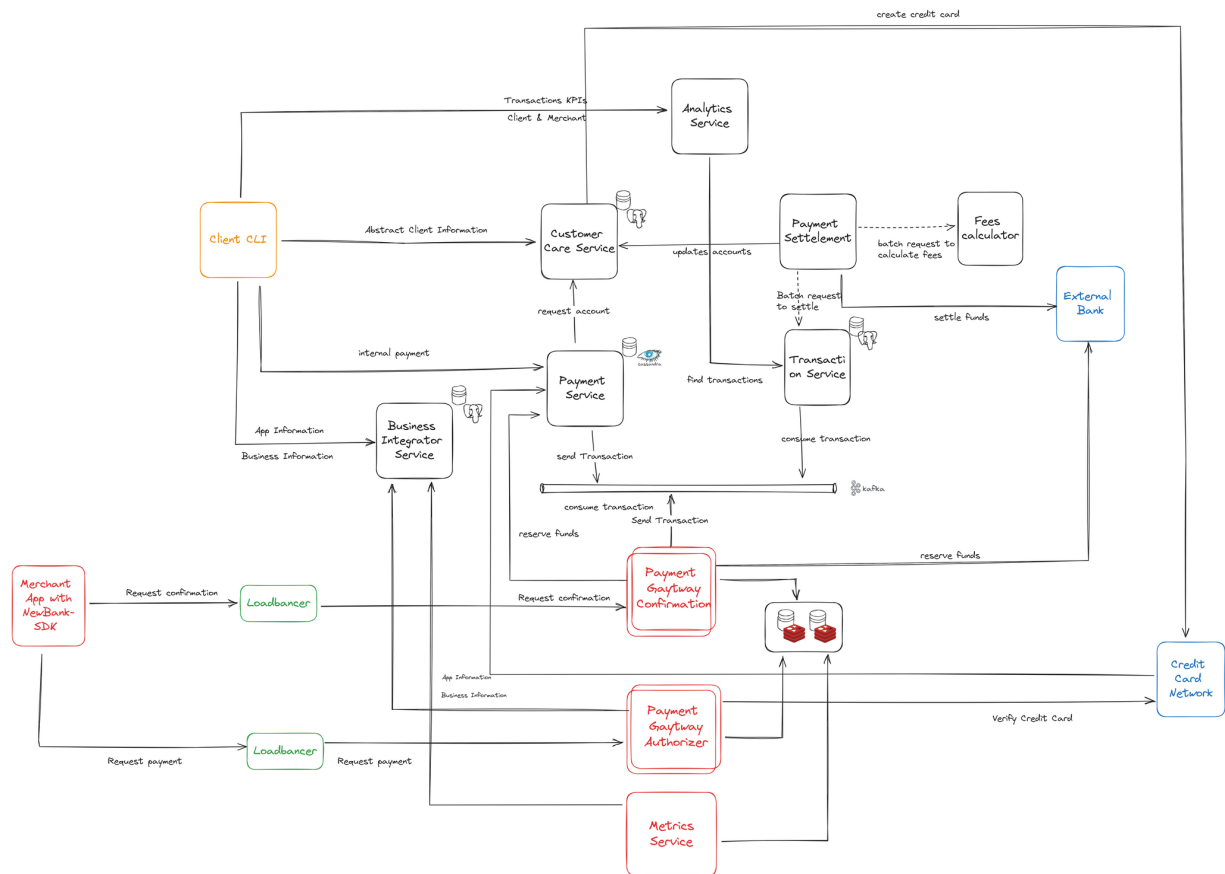 create credit card
Transactions KPIs
Client & Merchant
Analytics
Service
Client CLI
Abstract Client Information
Customer
Care Service
updates accounts
Payment
Settelement
batch request to
calculate fees
Fees
calculator
Batch request
to settle
External
Bank
settle funds
request account
internal payment
cassandra
Payment
Service
find transactions
Transacti
on Service
App Information
Business Information
Business
Integrator
Service
send Transaction
consume transaction
kafka
consume transaction
Send Transaction
reserve funds
reserve funds
Merchant
App with
NewBank-
SDK
Request confirmation
Loadbancer
Request confirmation
Payment
Gaytway
Confirmation
App Information
Business Information
Credit
Card
Network
Payment
Gaytway
Authorizer
Verify Credit Card
Request payment
Loadbancer
Request payment
Metrics
Service